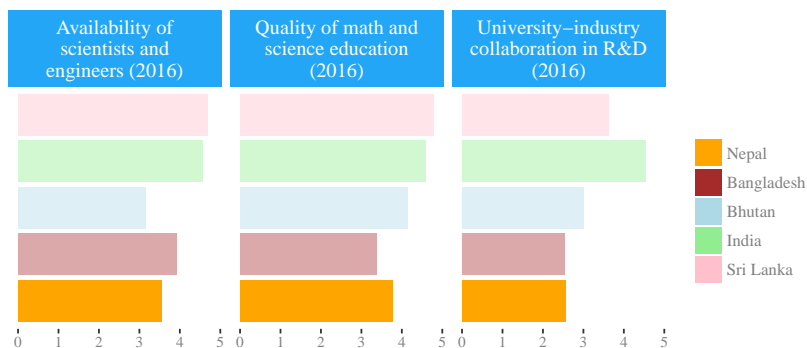 Availability of
scientists and
engineers (2016)
Quality of math and
science education
(2016)
University−industry
collaboration in R&D
(2016)
Nepal
Bangladesh
Bhutan
India
Sri Lanka
0 1 2 3 4 5
0 1 2 3 4 5
0 1 2 3 4 5